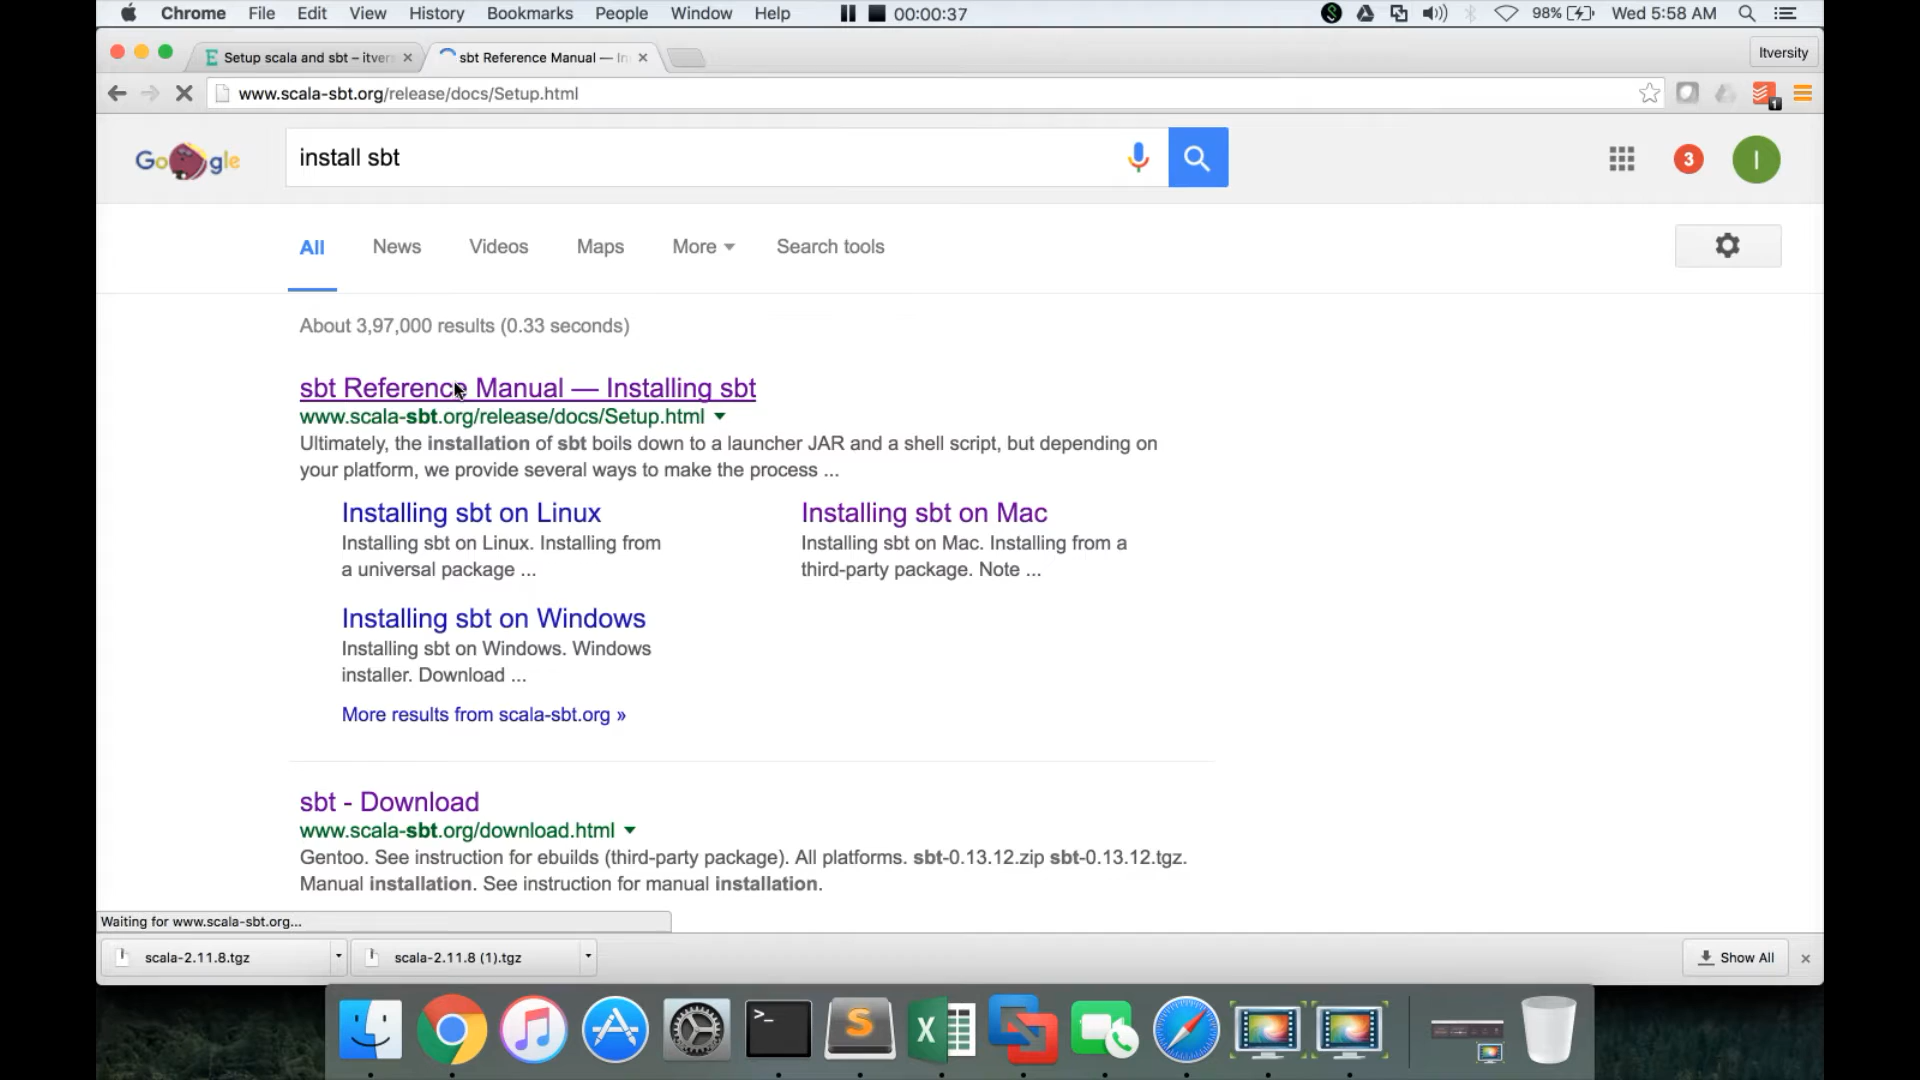 Chrome File Edit View History Bookmarks People Window Help 00:00:37 98% Wed 5:58 AM
Setup scala and sbt – itvers
sbt Reference Manual — In
Itversity
www.scala-sbt.org/release/docs/Setup.html
1
Google
install sbt
3
I
All News Videos Maps More Search tools
About 3,97,000 results (0.33 seconds)
sbt Reference Manual — Installing sbt
www.scala-sbt.org/release/docs/Setup.html
Ultimately, the installation of sbt boils down to a launcher JAR and a shell script, but depending on
your platform, we provide several ways to make the process ...
Installing sbt on Linux
Installing sbt on Linux. Installing from
a universal package ...
Installing sbt on Mac
Installing sbt on Mac. Installing from a
third-party package. Note ...
Installing sbt on Windows
Installing sbt on Windows. Windows
installer. Download ...
More results from scala-sbt.org »
sbt - Download
www.scala-sbt.org/download.html
Gentoo. See instruction for ebuilds (third-party package). All platforms. sbt-0.13.12.zip sbt-0.13.12.tgz.
Manual installation. See instruction for manual installation.
Waiting for www.scala-sbt.org...
scala-2.11.8.tgz
scala-2.11.8 (1).tgz
Show All